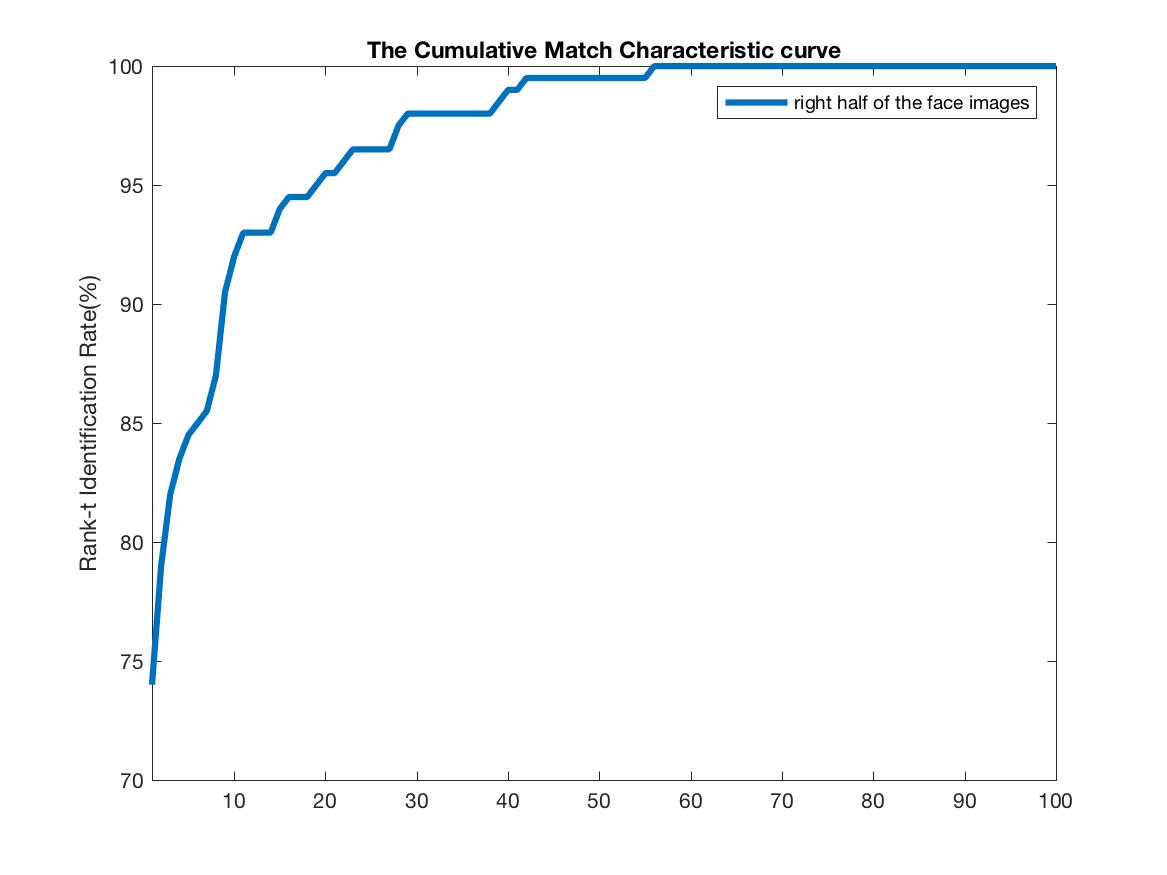 The Cumulative Match Characteristic curve
100
right half of the face images
95
90
Rank-t Identification Rate(%)
85
80
75
70
10 20 30 40 50 60 70 80 90 100